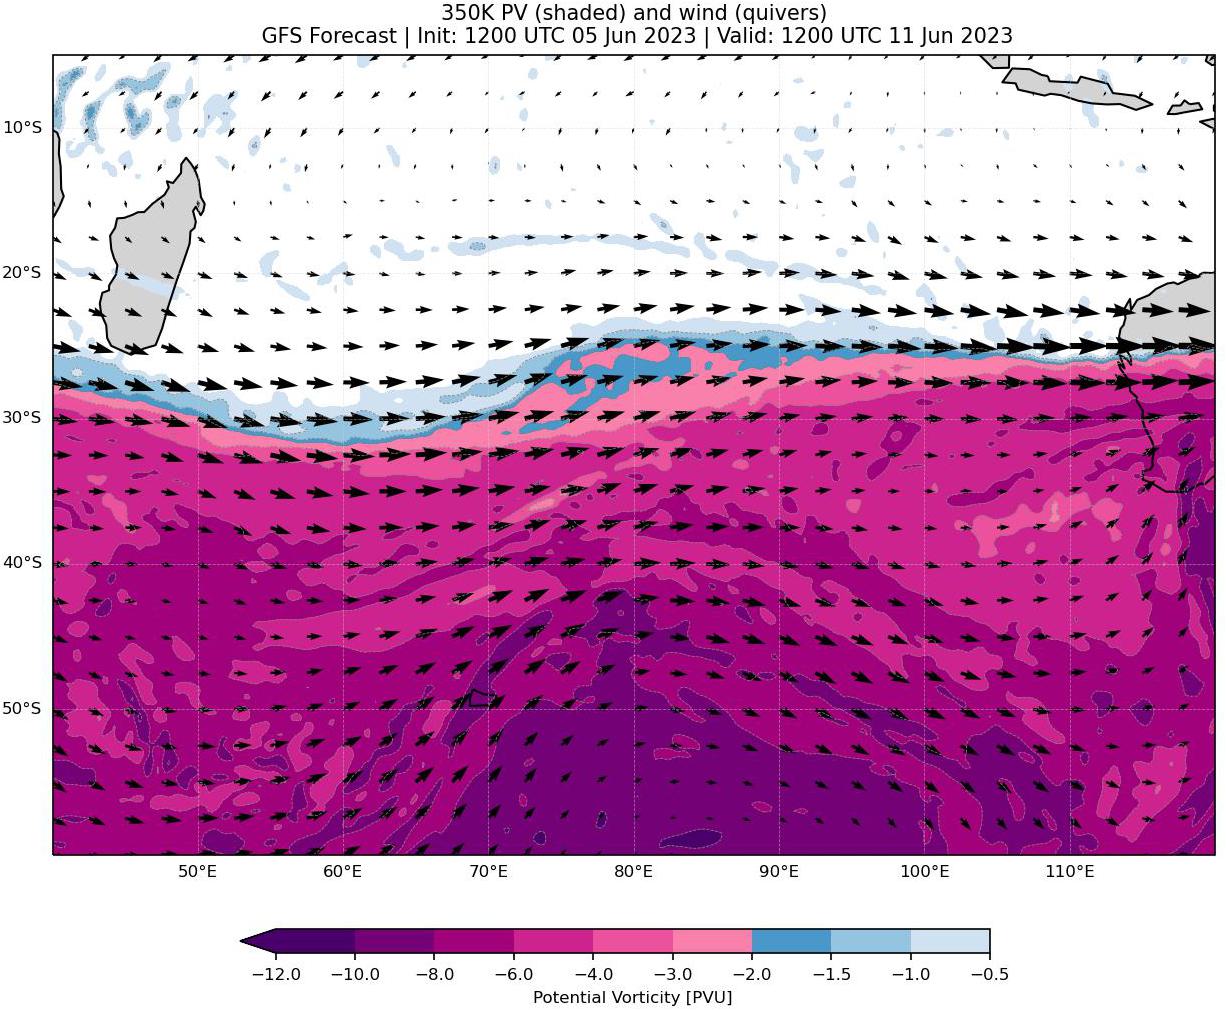 350K PV (shaded) and wind (quivers)
GFS Forecast | Init: 1200 UTC 05 Jun 2023 | Valid: 1200 UTC 11 Jun 2023
10°S
20°S
30°S
40°S
50°S
50°E 60°E 70°E 80°E 90°E 100°E 110°E
−12.0 −10.0 −8.0 −6.0 −4.0 −3.0 −2.0 −1.5 −1.0 −0.5
Potential Vorticity [PVU]